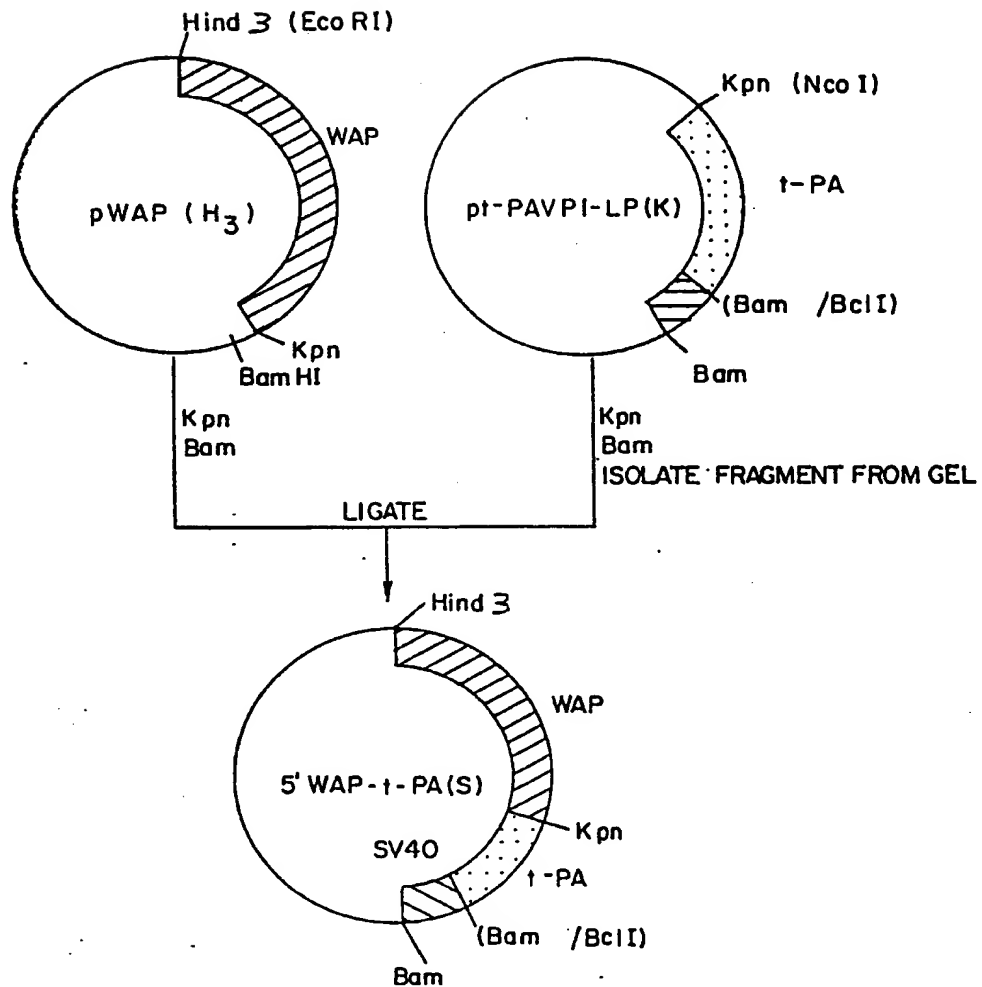 Hind 3 (Eco RI)
WAP
pWAP (H3)
Kpn
Bam HI
Kpn (Nco I)
t-PA
pt-PAVPI-LP(K)
(Bam /BclI)
Bam
Kpn
Bam
Kpn
Bam
ISOLATE FRAGMENT FROM GEL
LIGATE
Hind 3
WAP
5' WAP-t-PA(S)
SV40
Kpn
t-PA
(Bam /BclI)
Bam